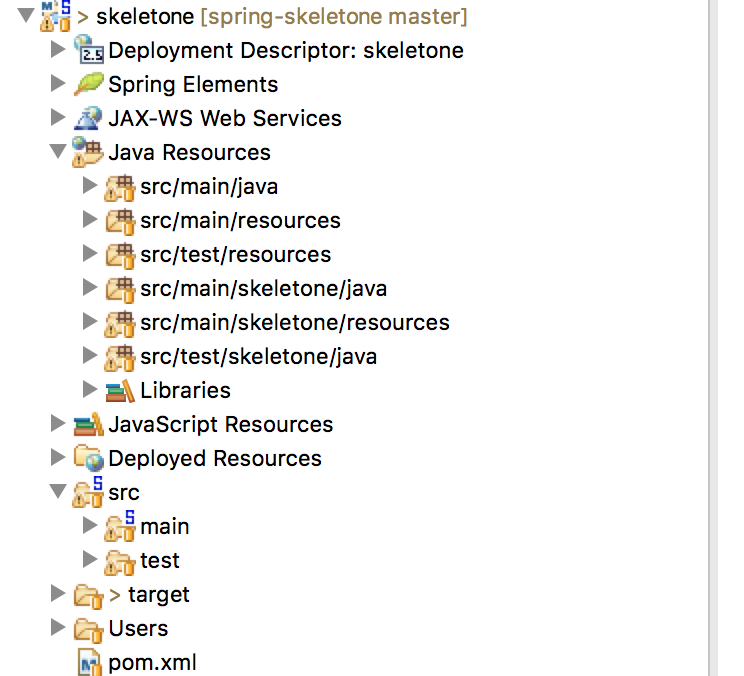 > skeletone [spring-skeletone master]
Deployment Descriptor: skeletone
Spring Elements
JAX-WS Web Services
Java Resources
src/main/java
src/main/resources
src/test/resources
src/main/skeletone/java
src/main/skeletone/resources
src/test/skeletone/java
Libraries
JavaScript Resources
Deployed Resources
src
main
test
> target
Users
pom.xml